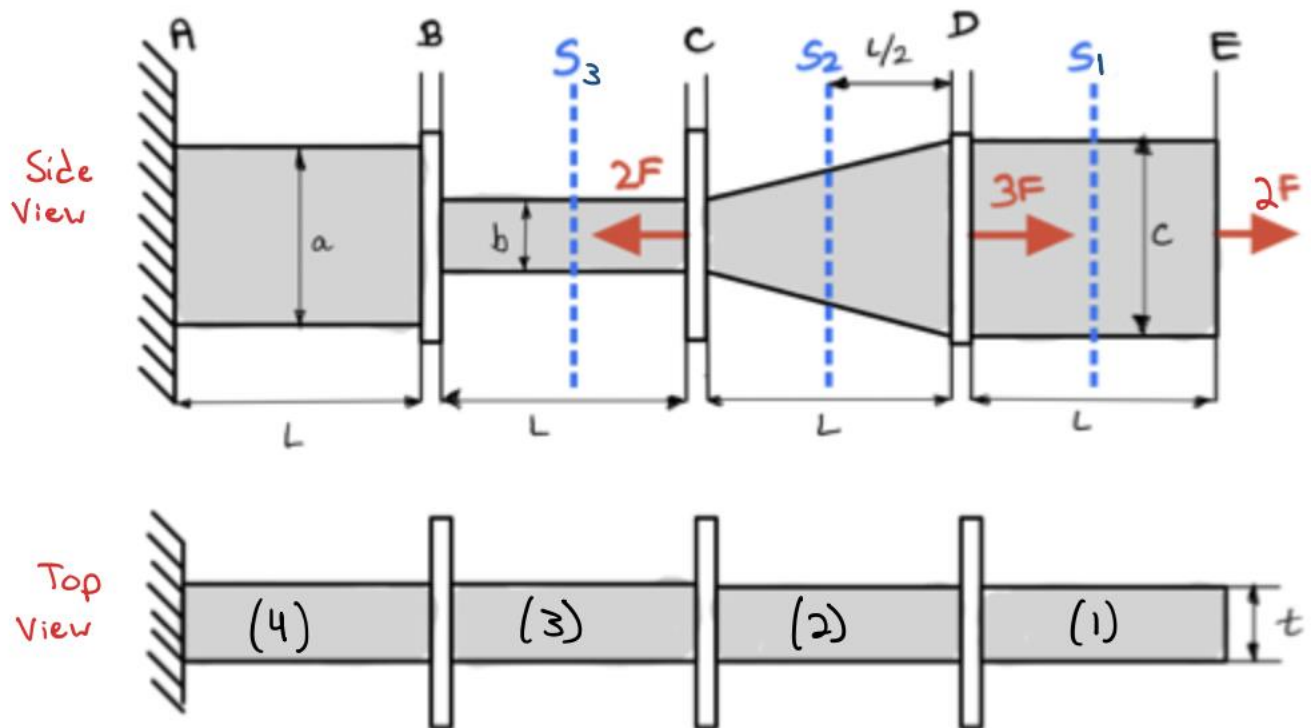 A B C D E
S3 S2 L/2 S1
Side
View
2F 3F 2F
a b c
L L L L
Top
View
(4) (3) (2) (1) t